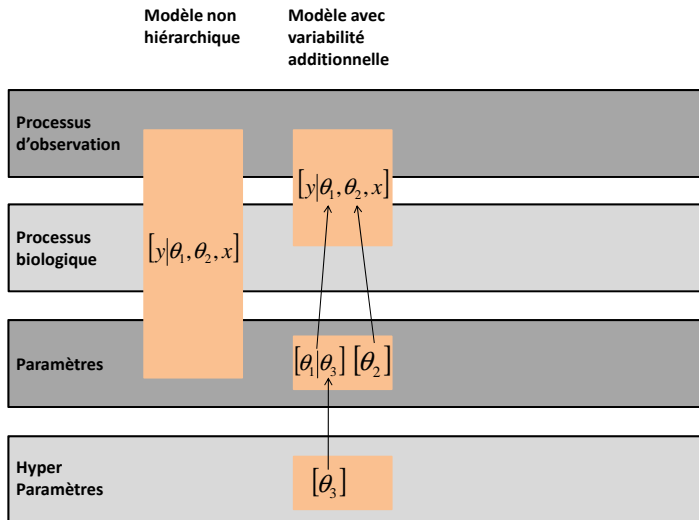 Modèle non
hiérarchique
Modèle avec
variabilité
additionnelle
Processus
d'observation
[y|θ₁, θ₂, x]
Processus
biologique
[y|θ₁, θ₂, x]
Paramètres
[θ₁|θ₃] [θ₂]
Hyper
Paramètres
[θ₃]